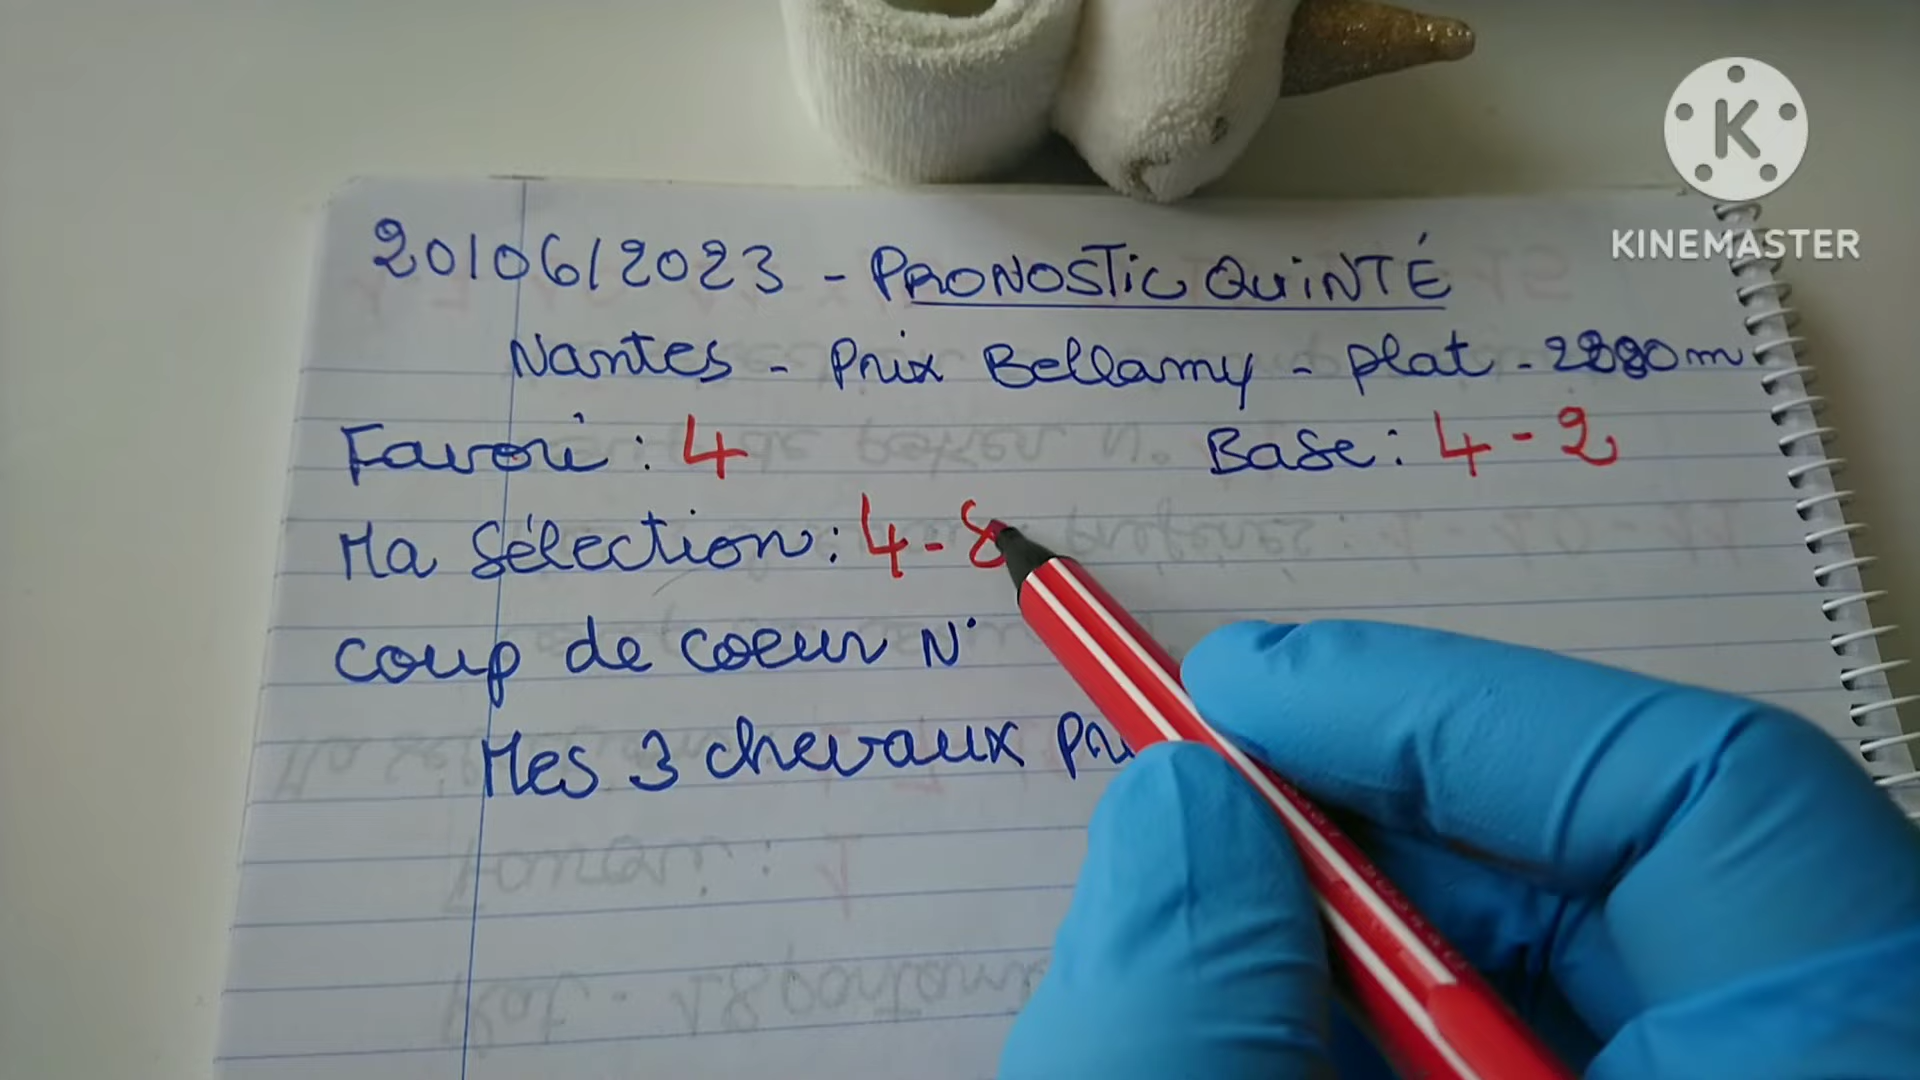 20/06/2023 - PRONOSTIC QUINTÉ
Nantes - Prix Bellamy - plat - m
Favori : 4
Base : 4 - 2
Ma sélection : 4 - 8
coup de coeur N°
Mes 3 chevaux
K
KINEMASTER